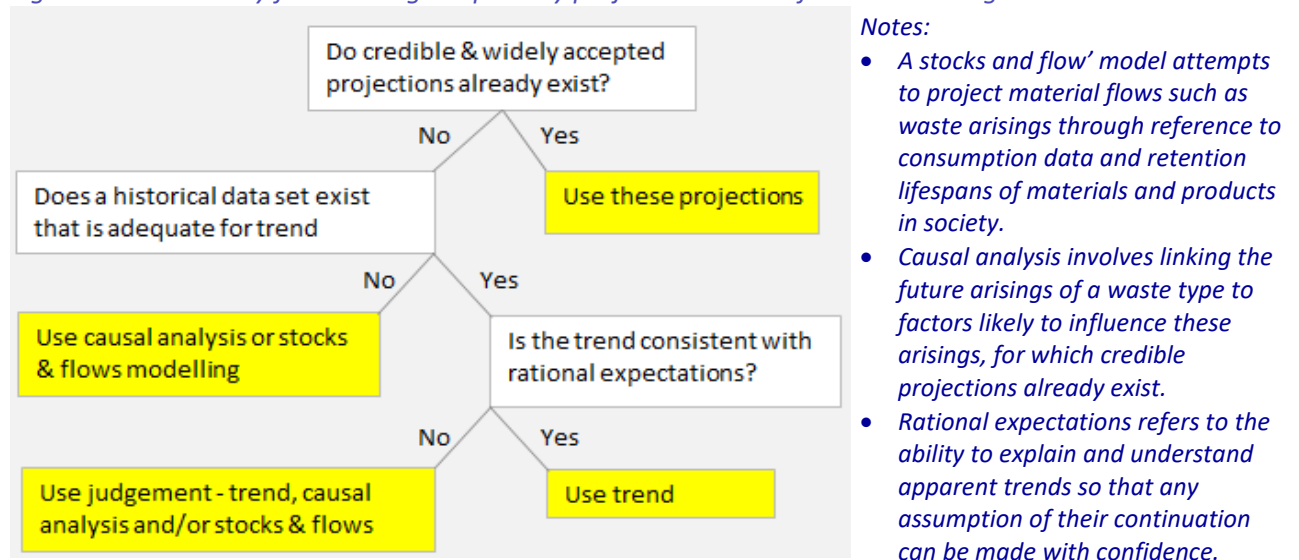 Do credible & widely accepted
projections already exist?
No
Yes
Does a historical data set exist
that is adequate for trend
Use these projections
No
Yes
Use causal analysis or stocks
& flows modelling
Is the trend consistent with
rational expectations?
No
Yes
Use judgement - trend, causal
analysis and/or stocks & flows
Use trend
Notes:
• A stocks and flow’ model attempts
to project material flows such as
waste arisings through reference to
consumption data and retention
lifespans of materials and products
in society.
• Causal analysis involves linking the
future arisings of a waste type to
factors likely to influence these
arisings, for which credible
projections already exist.
• Rational expectations refers to the
ability to explain and understand
apparent trends so that any
assumption of their continuation
can be made with confidence.